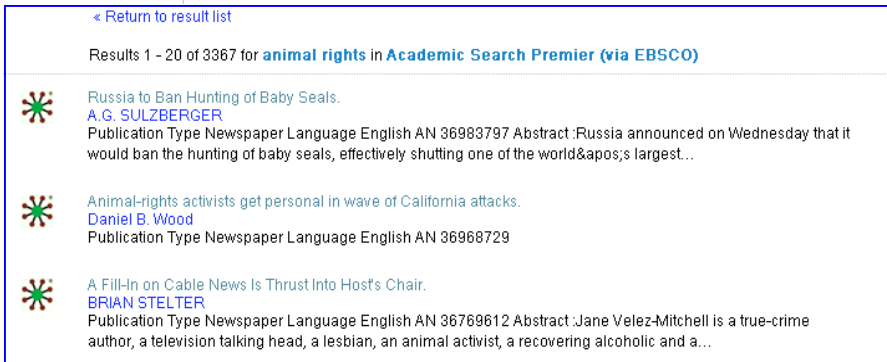 « Return to result list
Results 1 - 20 of 3367 for animal rights in Academic Search Premier (via EBSCO)
Russia to Ban Hunting of Baby Seals.
A.G. SULZBERGER
Publication Type Newspaper Language English AN 36983797 Abstract :Russia announced on Wednesday that it
would ban the hunting of baby seals, effectively shutting one of the world&apos;s largest...
Animal-rights activists get personal in wave of California attacks.
Daniel B. Wood
Publication Type Newspaper Language English AN 36968729
A Fill-In on Cable News Is Thrust Into Host's Chair.
BRIAN STELTER
Publication Type Newspaper Language English AN 36769612 Abstract :Jane Velez-Mitchell is a true-crime
author, a television talking head, a lesbian, an animal activist, a recovering alcoholic and a...